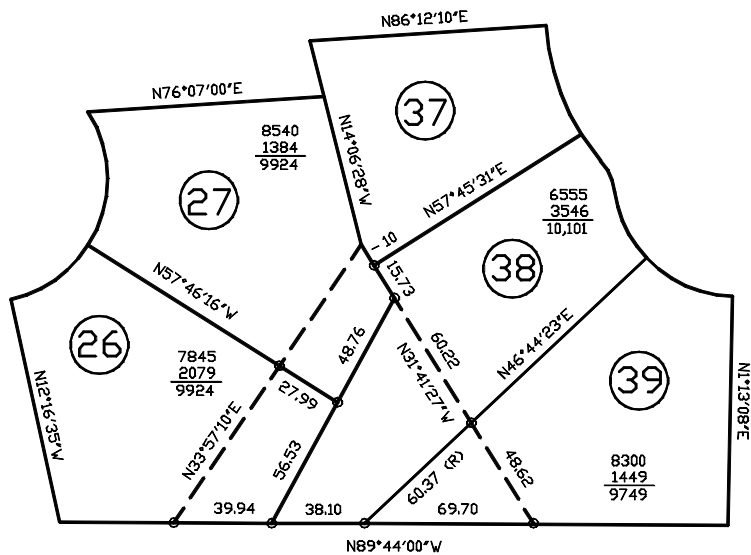 N86°12'10"E
N76°07'00"E
37
8540
1384
9924
N14°06'28"W
27
N57°45'31"E
6555
3546
10,101
10
15.73
38
N57°46'16"W
26
7845
2079
9924
48.76
60.22
N46°44'23"E
N31°41'27"W
39
27.99
N12°16'35"W
N33°57'10"E
N1°13'08"E
56.53
60.37 (R)
48.62
8300
1449
9749
39.94
38.10
69.70
N89°44'00"W